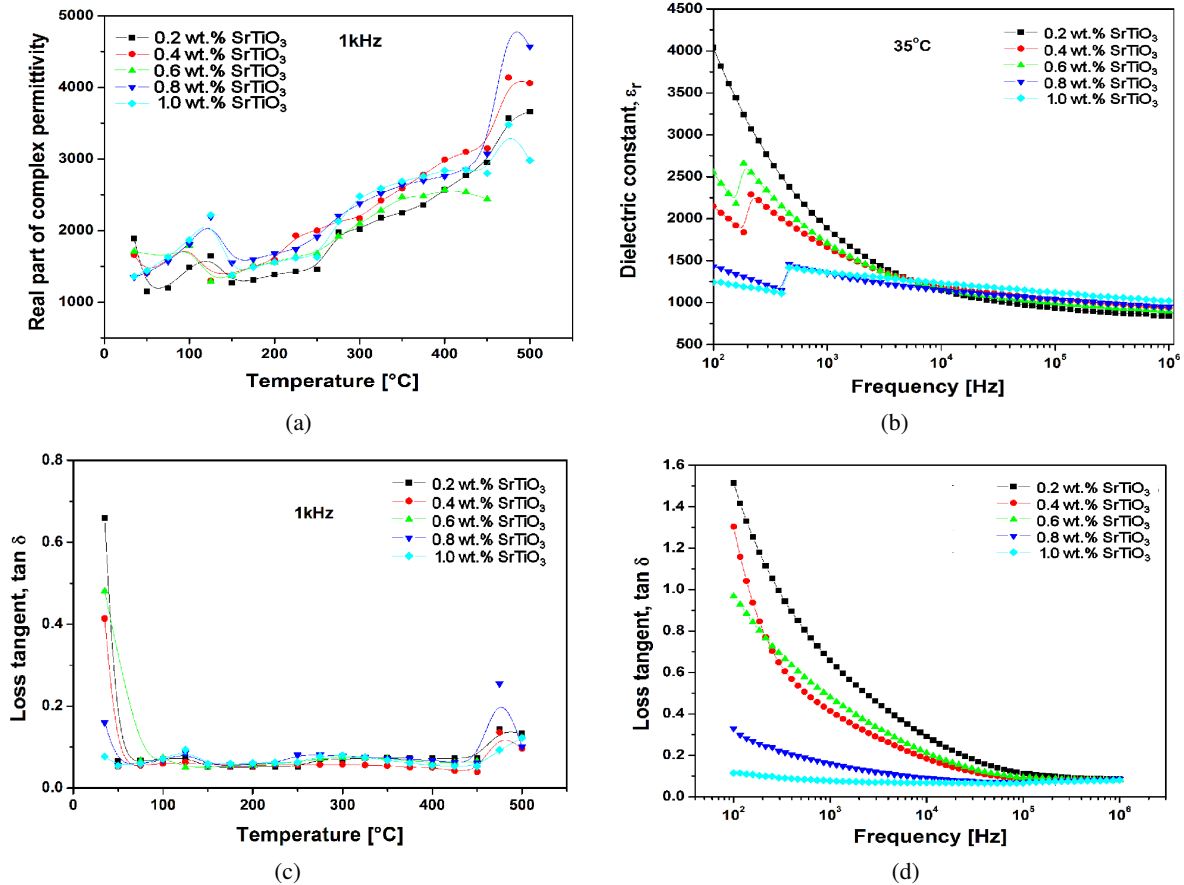 5000
4000
3000
2000
1000
0
100
200
300
400
500
Real part of complex permittivity
Temperature [°C]
1kHz
0.2 wt.% SrTiO₃
0.4 wt.% SrTiO₃
0.6 wt.% SrTiO₃
0.8 wt.% SrTiO₃
1.0 wt.% SrTiO₃
(a)
4500
4000
3500
3000
2500
2000
1500
1000
500
10²
10³
10⁴
10⁵
10⁶
Dielectric constant, εr
Frequency [Hz]
35°C
0.2 wt.% SrTiO₃
0.4 wt.% SrTiO₃
0.6 wt.% SrTiO₃
0.8 wt.% SrTiO₃
1.0 wt.% SrTiO₃
(b)
0.8
0.6
0.4
0.2
0.0
0
100
200
300
400
500
Loss tangent, tan δ
Temperature [°C]
1kHz
0.2 wt.% SrTiO₃
0.4 wt.% SrTiO₃
0.6 wt.% SrTiO₃
0.8 wt.% SrTiO₃
1.0 wt.% SrTiO₃
(c)
1.6
1.4
1.2
1.0
0.8
0.6
0.4
0.2
0.0
10²
10³
10⁴
10⁵
10⁶
Loss tangent, tan δ
Frequency [Hz]
0.2 wt.% SrTiO₃
0.4 wt.% SrTiO₃
0.6 wt.% SrTiO₃
0.8 wt.% SrTiO₃
1.0 wt.% SrTiO₃
(d)